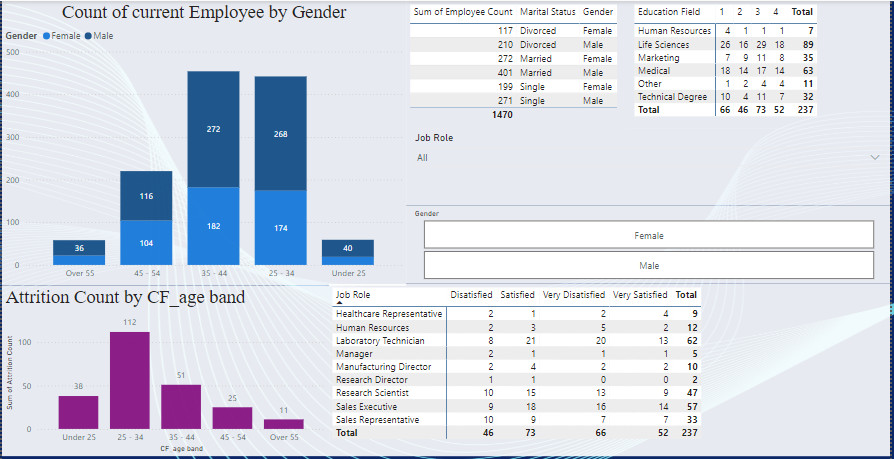 Count of current Employee by Gender
Gender Female Male
500
400
300
200
100
0
36
116
104
272
182
268
174
40
Over 55 45 - 54 35 - 44 25 - 34 Under 25
Sum of Employee Count Marital Status Gender
117 Divorced Female
210 Divorced Male
272 Married Female
401 Married Male
199 Single Female
271 Single Male
1470
Education Field 1 2 3 4 Total
Human Resources 4 1 1 1 7
Life Sciences 26 16 29 18 89
Marketing 7 9 11 8 35
Medical 18 14 17 14 63
Other 1 2 4 4 11
Technical Degree 10 4 11 7 32
Total 66 46 73 52 237
Job Role
All
Gender
Female
Male
Attrition Count by CF_age band
Sum of Attrition Count
100
50
0
38
112
51
25
11
Under 25 25 - 34 35 - 44 45 - 54 Over 55
CF_age band
Job Role Disatisfied Satisfied Very Disatisfied Very Satisfied Total
Healthcare Representative 2 1 2 4 9
Human Resources 2 3 5 2 12
Laboratory Technician 8 21 20 13 62
Manager 2 1 1 1 5
Manufacturing Director 2 4 2 2 10
Research Director 1 1 0 0 2
Research Scientist 10 15 13 9 47
Sales Executive 9 18 16 14 57
Sales Representative 10 9 7 7 33
Total 46 73 66 52 237